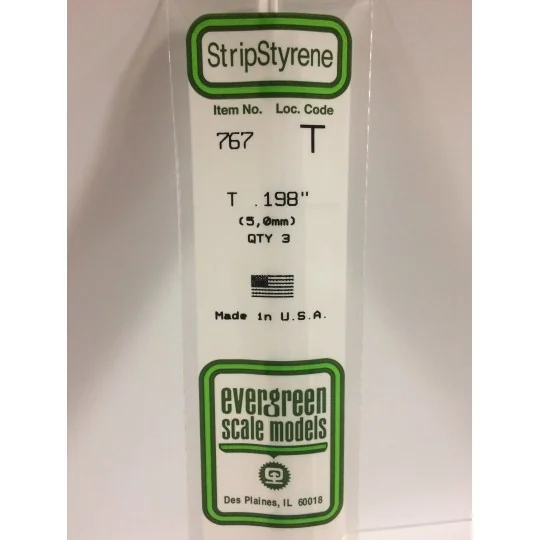 StripStyrene
Item No. Loc. Code
767 T
T .198"
(5,0mm)
QTY 3
Made in U.S.A.
evergreen
scale models
Des Plaines, IL 60018